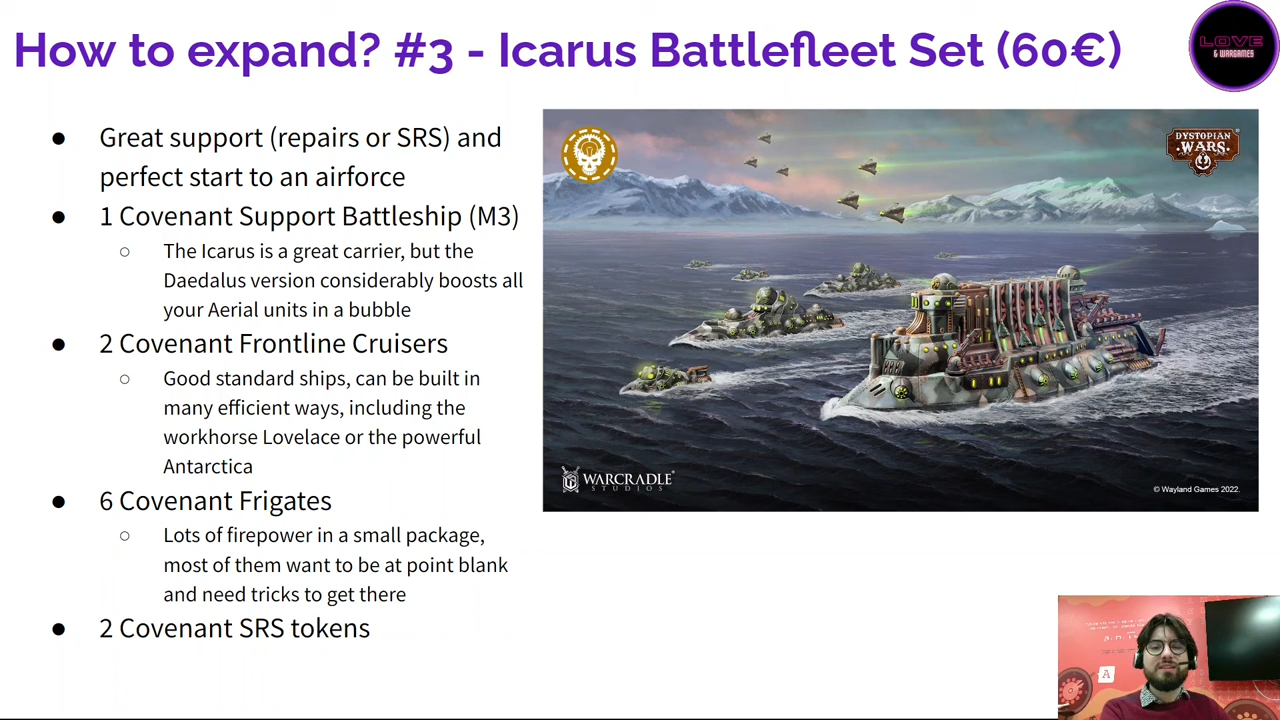 How to expand? #3 - Icarus Battlefleet Set (60€)
LOVE
& WARGAMES
● Great support (repairs or SRS) and
perfect start to an airforce
● 1 Covenant Support Battleship (M3)
○ The Icarus is a great carrier, but the
Daedalus version considerably boosts all
your Aerial units in a bubble
● 2 Covenant Frontline Cruisers
○ Good standard ships, can be built in
many efficient ways, including the
workhorse Lovelace or the powerful
Antarctica
● 6 Covenant Frigates
○ Lots of firepower in a small package,
most of them want to be at point blank
and need tricks to get there
● 2 Covenant SRS tokens
DYSTOPIAN
WARS
WARCRADLE
STUDIOS
© Wayland Games 2022.
A